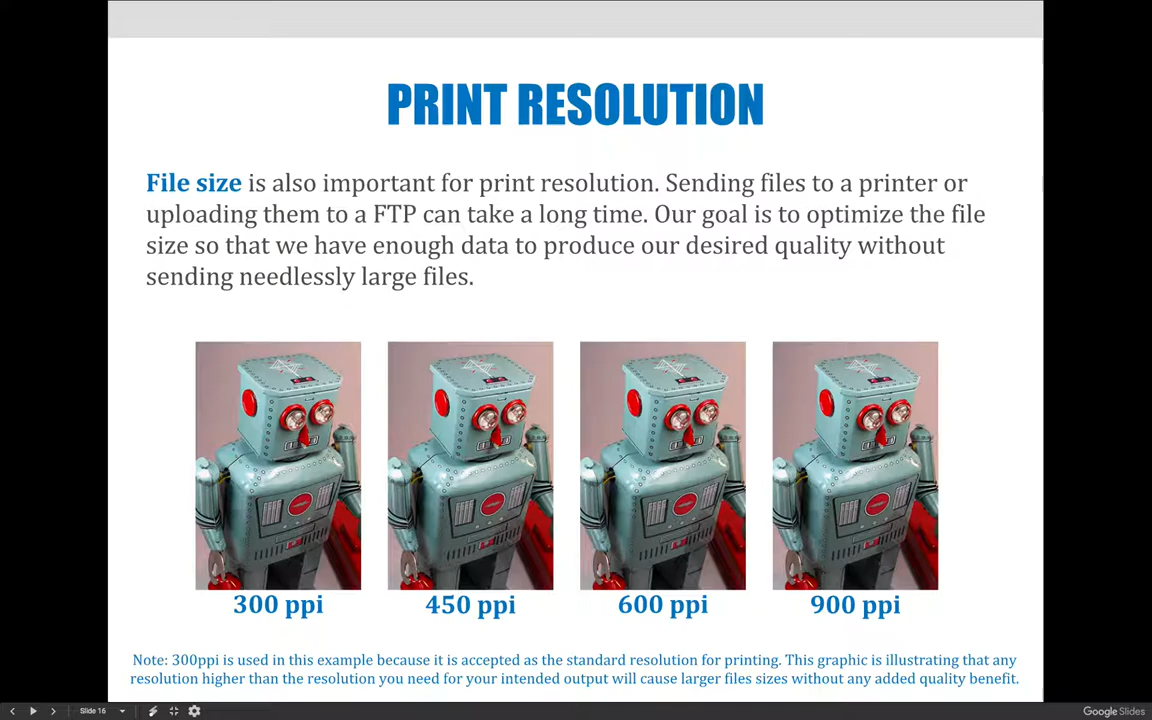 PRINT RESOLUTION
File size is also important for print resolution. Sending files to a printer or
uploading them to a FTP can take a long time. Our goal is to optimize the file
size so that we have enough data to produce our desired quality without
sending needlessly large files.
300 ppi
450 ppi
600 ppi
900 ppi
Note: 300ppi is used in this example because it is accepted as the standard resolution for printing. This graphic is illustrating that any
resolution higher than the resolution you need for your intended output will cause larger files sizes without any added quality benefit.
Slide 16
Google Slides